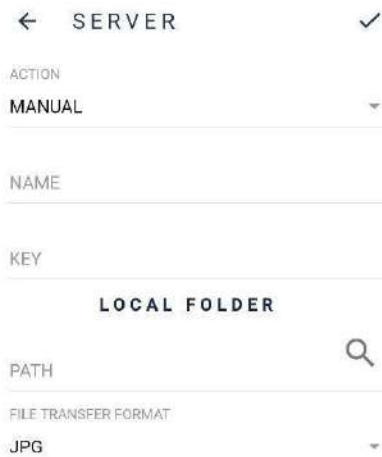 SERVER
ACTION
MANUAL
NAME
KEY
LOCAL FOLDER
PATH
FILE TRANSFER FORMAT
JPG